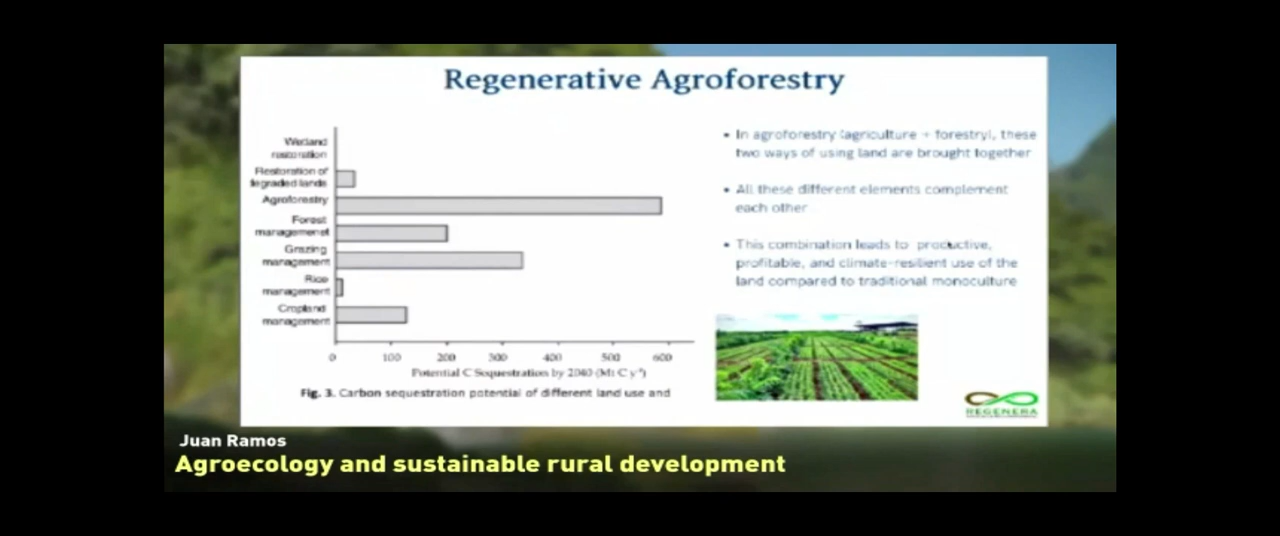 Regenerative Agroforestry
Wetland
restoration
Restoration of
degraded lands
Agroforestry
Forest
managemenet
Grazing
management
Rice
management
Cropland
management
0 100 200 300 400 500 600
Potential C Sequestration by 2040 (Mt C y⁻¹)
Fig. 3. Carbon sequestration potential of different land use and
• In agroforestry (agriculture + forestry), these
two ways of using land are brought together
• All these different elements complement
each other
• This combination leads to productive,
profitable, and climate-resilient use of the
land compared to traditional monoculture
REGENERA
Juan Ramos
Agroecology and sustainable rural development